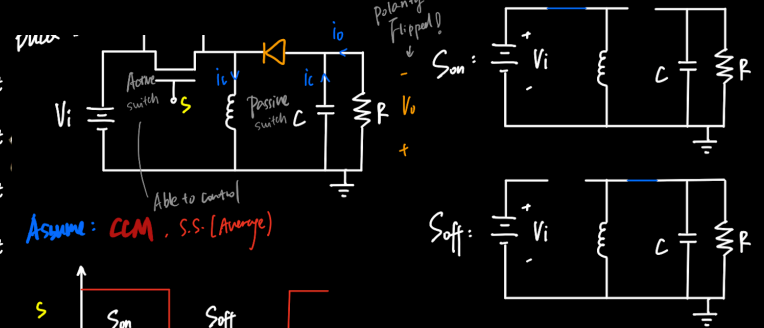 Polarity
Flipped!
io
Active
switch
S
iL
Passive
switch
ic
C
R
Vi
-
Vo
+
Able to control
Assume: CCM, S.S. (Average)
S
Son
Soff
Son:
+
Vi
-
C
R
Soff:
+
Vi
-
C
R